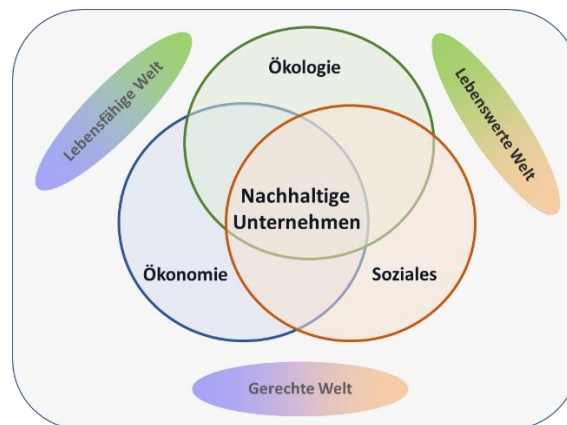 Ökologie
Lebensfähige Welt
Lebenswerte Welt
Nachhaltige
Unternehmen
Ökonomie
Soziales
Gerechte Welt